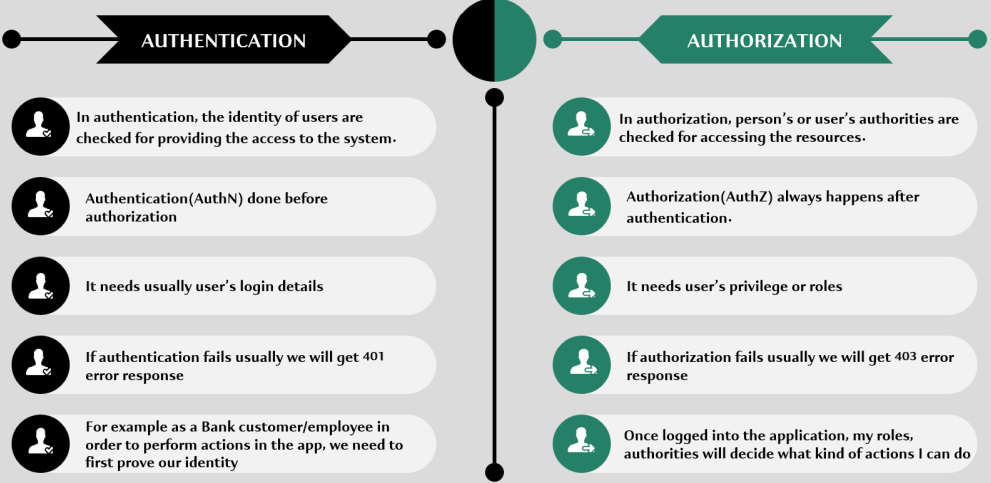 AUTHENTICATION
In authentication, the identity of users are
checked for providing the access to the system.
Authentication(AuthN) done before
authorization
It needs usually user's login details
If authentication fails usually we will get 401
error response
For example as a Bank customer/employee in
order to perform actions in the app, we need to
first prove our identity
AUTHORIZATION
In authorization, person's or user's authorities are
checked for accessing the resources.
Authorization(AuthZ) always happens after
authentication.
It needs user's privilege or roles
If authorization fails usually we will get 403 error
response
Once logged into the application, my roles,
authorities will decide what kind of actions I can do